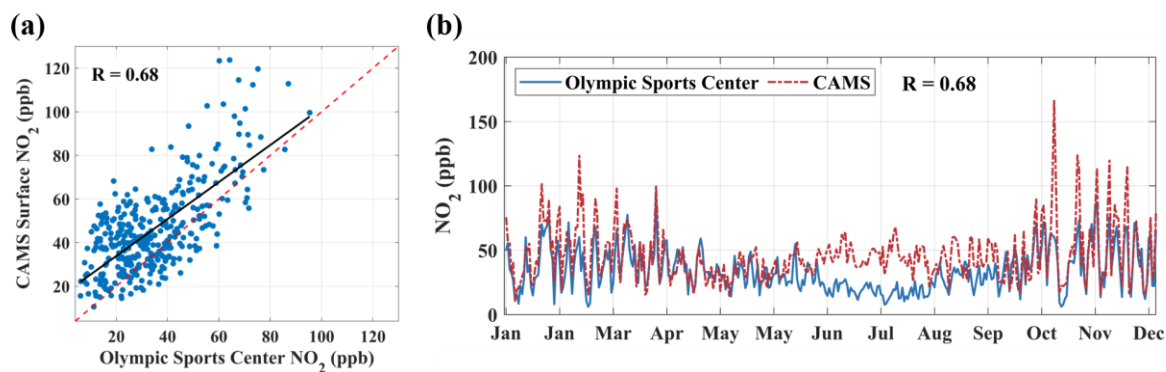 (a)
R = 0.68
CAMS Surface NO₂ (ppb)
120
100
80
60
40
20
20 40 60 80 100 120
Olympic Sports Center NO₂ (ppb)
(b)
Olympic Sports Center CAMS R = 0.68
NO₂ (ppb)
200
150
100
50
0
Jan Jan Mar Apr May May Jun Jul Aug Sep Oct Nov Dec